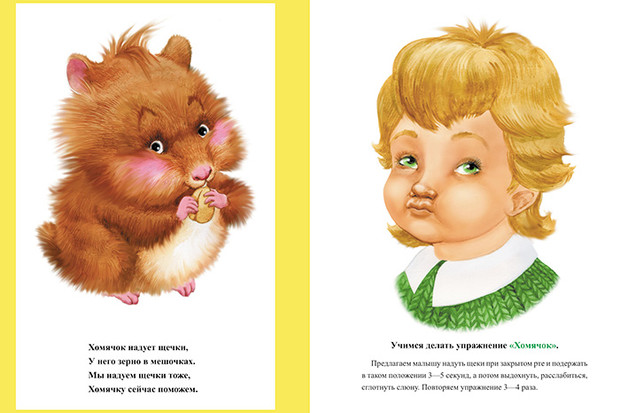 Хомячок надует щечки,
У него зерно в мешочках.
Мы надуем щечки тоже,
Хомячку сейчас поможем.
Учимся делать упражнение «Хомячок».
Предлагаем малышу надуть щеки при закрытом рте и подержать
в таком положении 3—5 секунд, а потом выдохнуть, расслабиться,
сглотнуть слюну. Повторяем упражнение 3—4 раза.